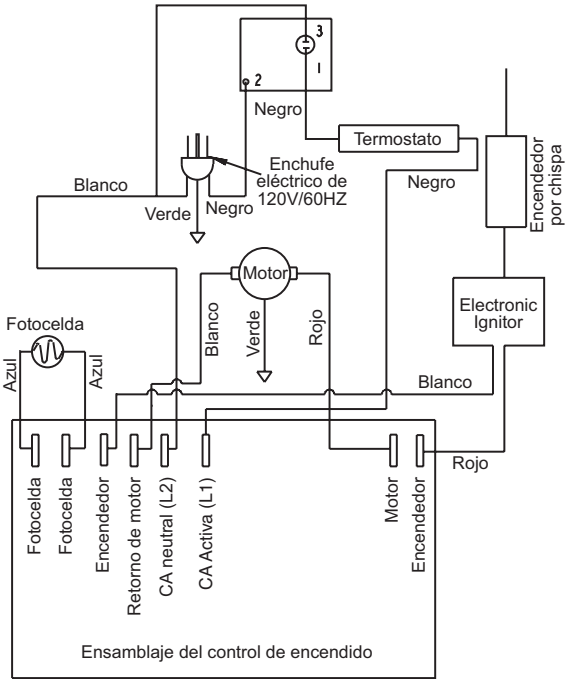 3
1
2
Negro
Termostato
Enchufe
eléctrico de
120V/60HZ
Blanco
Verde
Negro
Negro
Encendedor
por chispa
Motor
Electronic
Ignitor
Fotocelda
Azul
Azul
Blanco
Verde
Rojo
Blanco
Rojo
Fotocelda
Fotocelda
Encendedor
Retorno de motor
CA neutral (L2)
CA Activa (L1)
Motor
Encendedor
Ensamblaje del control de encendido